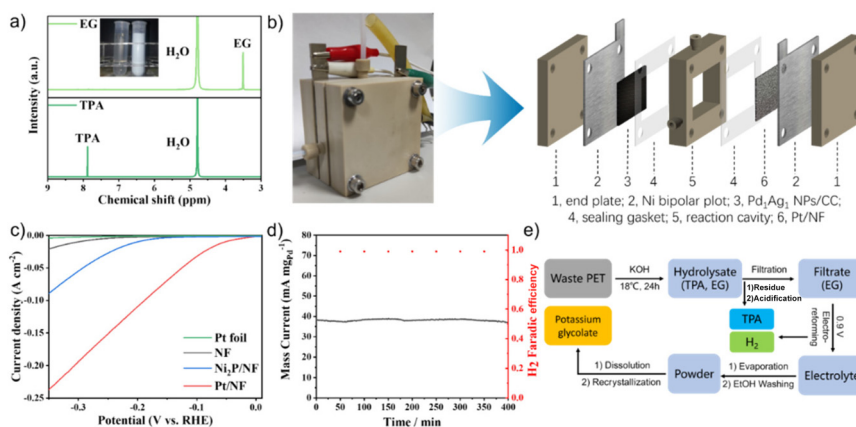 a)
EG
H₂O
EG
TPA
TPA
H₂O
Intensity (a.u.)
9 8 7 6 5 4 3
Chemical shift (ppm)
b)
1 2 3 4 5 4 6 2 1
1, end plate; 2, Ni bipolar plot; 3, Pd₁Ag₁ NPs/CC;
4, sealing gasket; 5, reaction cavity; 6, Pt/NF
c)
0.00
-0.05
-0.10
-0.15
-0.20
-0.25
Current density (A cm⁻²)
Pt foil
NF
Ni₂P/NF
Pt/NF
-0.3 -0.2 -0.1 0.0
Potential (V vs. RHE)
d)
80
70
60
50
40
30
20
10
0
Mass Current (mA mg_Pd⁻¹)
1.0
0.8
0.6
0.4
0.2
0.0
H2 Faradic efficiency
0 50 100 150 200 250 300 350 400
Time / min
e)
Waste PET
KOH
18℃, 24h
Hydrolysate
(TPA, EG)
Filtration
1)Residue
2)Acidification
Filtrate
(EG)
TPA
H₂
0.9 V
Electro-
reforming
Electrolyte
1) Evaporation
2) EtOH Washing
Powder
1) Dissolution
2) Recrystallization
Potassium
glycolate